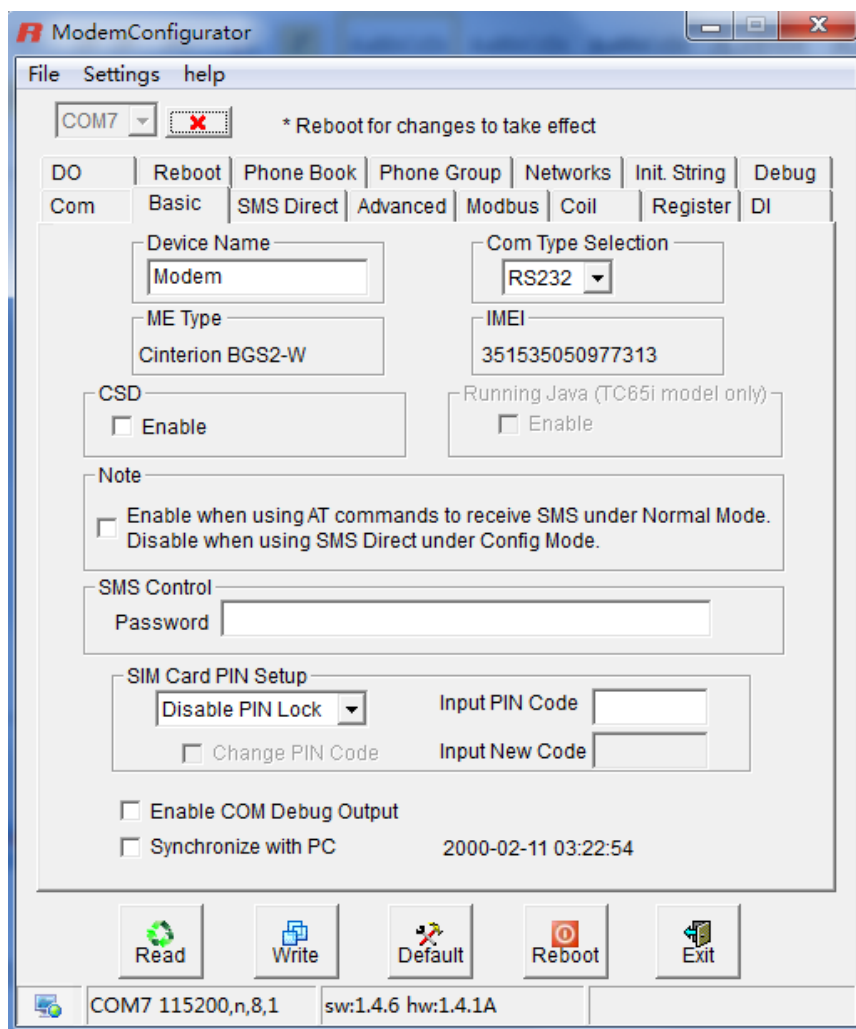 ModemConfigurator
File Settings help
COM7 * Reboot for changes to take effect
DO Reboot Phone Book Phone Group Networks Init. String Debug
Com Basic SMS Direct Advanced Modbus Coil Register DI
Device Name Com Type Selection
Modem RS232
ME Type IMEI
Cinterion BGS2-W 351535050977313
CSD Running Java (TC65i model only)
Enable Enable
Note
Enable when using AT commands to receive SMS under Normal Mode.
Disable when using SMS Direct under Config Mode.
SMS Control
Password
SIM Card PIN Setup
Disable PIN Lock Input PIN Code
Change PIN Code Input New Code
Enable COM Debug Output
Synchronize with PC 2000-02-11 03:22:54
Read Write Default Reboot Exit
COM7 115200,n,8,1 sw:1.4.6 hw:1.4.1A